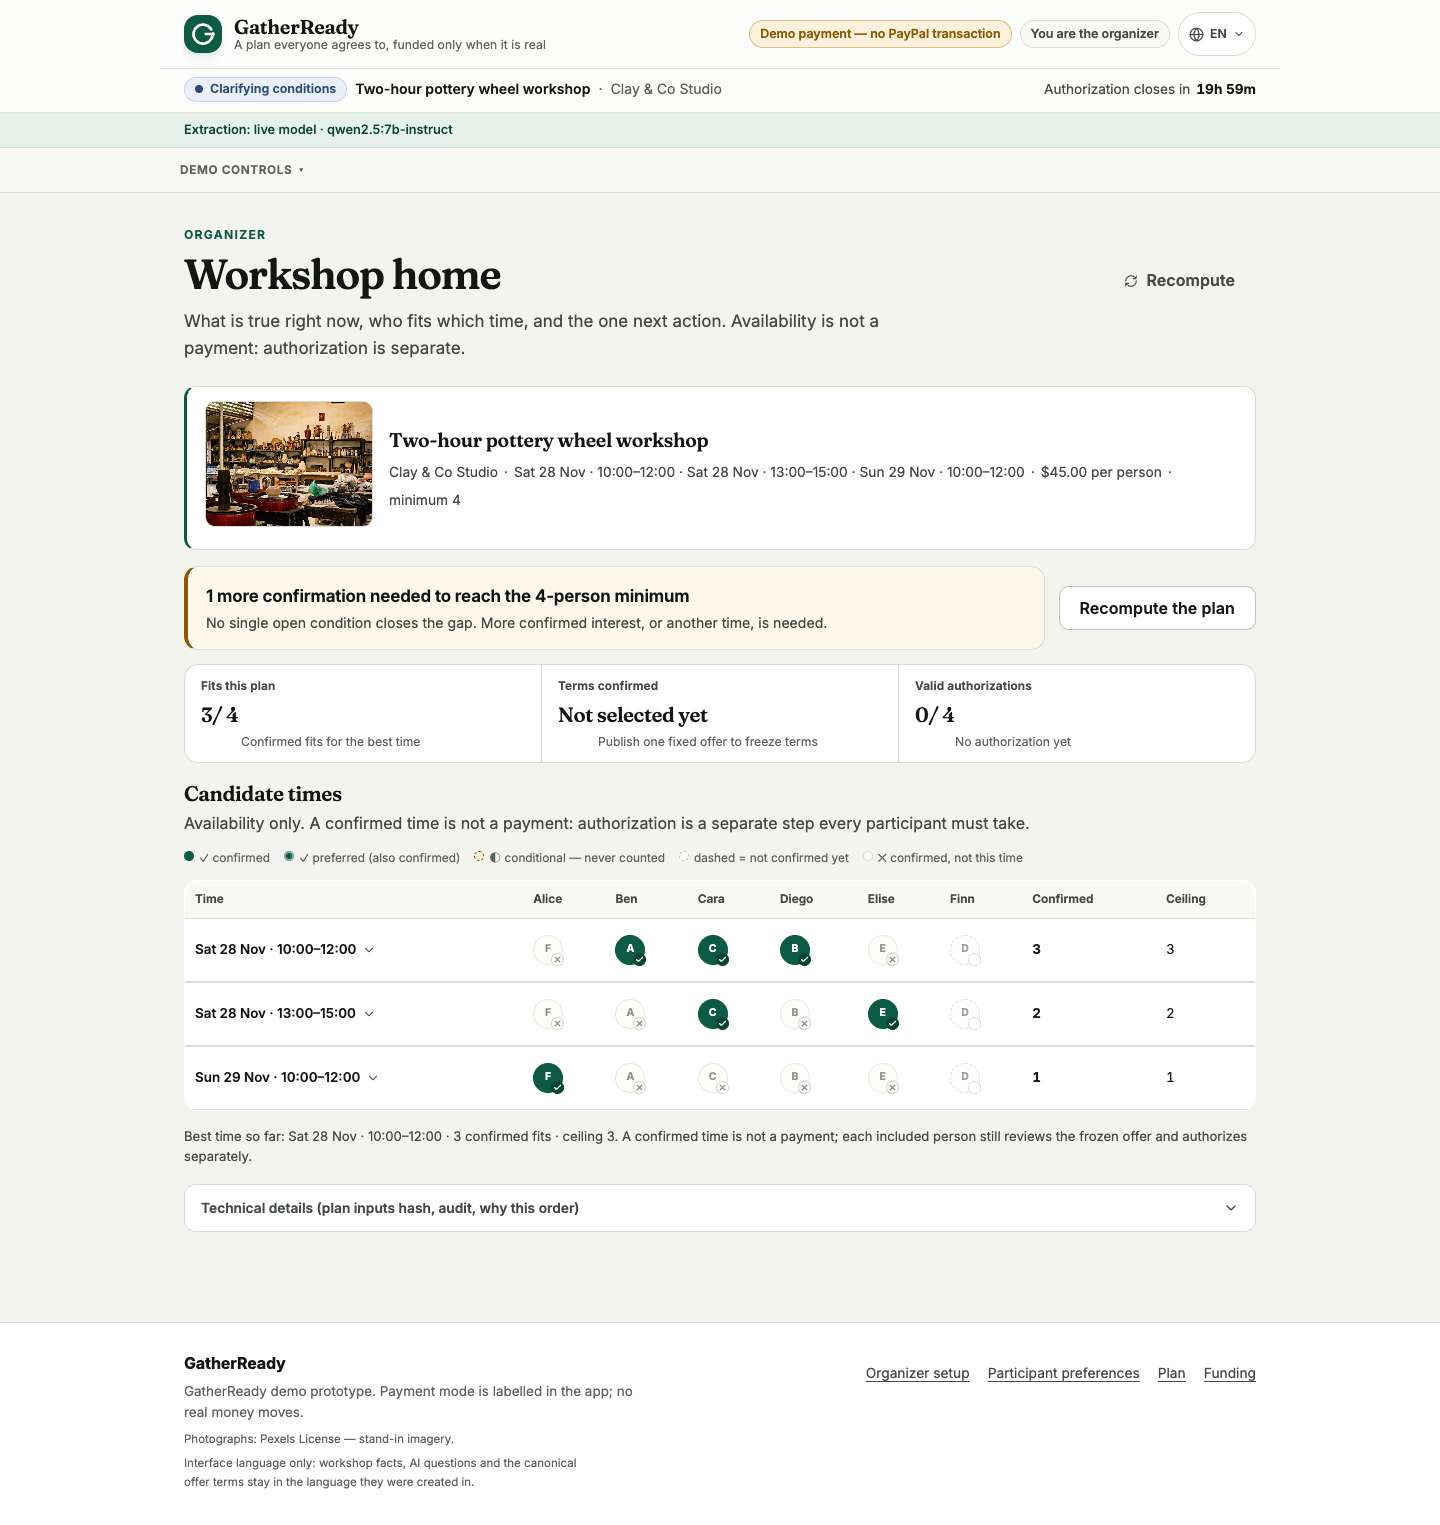 GatherReady
A plan everyone agrees to, funded only when it is real
Demo payment — no PayPal transaction
You are the organizer
EN
Clarifying conditions
Two-hour pottery wheel workshop · Clay & Co Studio
Authorization closes in 19h 59m
Extraction: live model · qwen2.5:7b-instruct
DEMO CONTROLS
ORGANIZER
Workshop home
Recompute
What is true right now, who fits which time, and the one next action. Availability is not a
payment: authorization is separate.
Two-hour pottery wheel workshop
Clay & Co Studio · Sat 28 Nov · 10:00–12:00 · Sat 28 Nov · 13:00–15:00 · Sun 29 Nov · 10:00–12:00 · $45.00 per person ·
minimum 4
1 more confirmation needed to reach the 4-person minimum
No single open condition closes the gap. More confirmed interest, or another time, is needed.
Recompute the plan
Fits this plan
3/ 4
Confirmed fits for the best time
Terms confirmed
Not selected yet
Publish one fixed offer to freeze terms
Valid authorizations
0/ 4
No authorization yet
Candidate times
Availability only. A confirmed time is not a payment: authorization is a separate step every participant must take.
✓ confirmed ✓ preferred (also confirmed) ◐ conditional — never counted dashed = not confirmed yet ✕ confirmed, not this time
Time Alice Ben Cara Diego Elise Finn Confirmed Ceiling
Sat 28 Nov · 10:00–12:00 F A C B E D 3 3
Sat 28 Nov · 13:00–15:00 F A C B E D 2 2
Sun 29 Nov · 10:00–12:00 F A C B E D 1 1
Best time so far: Sat 28 Nov · 10:00–12:00 · 3 confirmed fits · ceiling 3. A confirmed time is not a payment; each included person still reviews the frozen offer and authorizes
separately.
Technical details (plan inputs hash, audit, why this order)
GatherReady
GatherReady demo prototype. Payment mode is labelled in the app; no
real money moves.
Photographs: Pexels License — stand-in imagery.
Interface language only: workshop facts, AI questions and the canonical
offer terms stay in the language they were created in.
Organizer setup Participant preferences Plan Funding